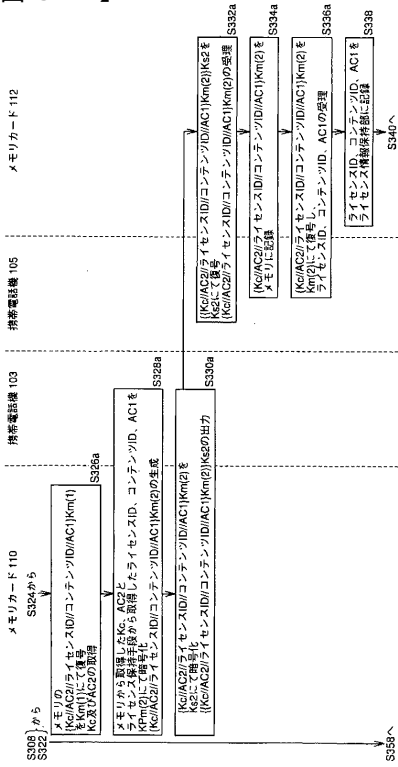 メモリカード 110
携帯電話機 103
携帯電話機 105
メモリカード 112
S308
S322
}から
S324から
メモリの
{Kc//AC2//ライセンスID//コンテンツID//AC1}Km(1)
をKm(1)にて復号
Kc及びAC2の取得
S326a
メモリから取得したKc、AC2と
ライセンス保持手段から取得したライセンスID、コンテンツID、AC1を
KPm(2)にて暗号化
{Kc//AC2//ライセンスID//コンテンツID//AC1}Km(2)の生成
S328a
{Kc//AC2//ライセンスID//コンテンツID//AC1}Km(2)を
Ks2にて暗号化
{{Kc//AC2//ライセンスID//コンテンツID//AC1}Km(2)}Ks2の出力
S330a
{{Kc//AC2//ライセンスID//コンテンツID//AC1}Km(2)}Ks2を
Ks2にて復号
{Kc//AC2//ライセンスID//コンテンツID//AC1}Km(2)の受理
S332a
{Kc//AC2//ライセンスID//コンテンツID//AC1}Km(2)を
メモリに記録
S334a
{Kc//AC2//ライセンスID//コンテンツID//AC1}Km(2)を
Km(2)にて復号し、
ライセンスID、コンテンツID、AC1の受理
S336a
ライセンスID、コンテンツID、AC1を
ライセンス情報保持部に記録
S338
S340へ
S358へ